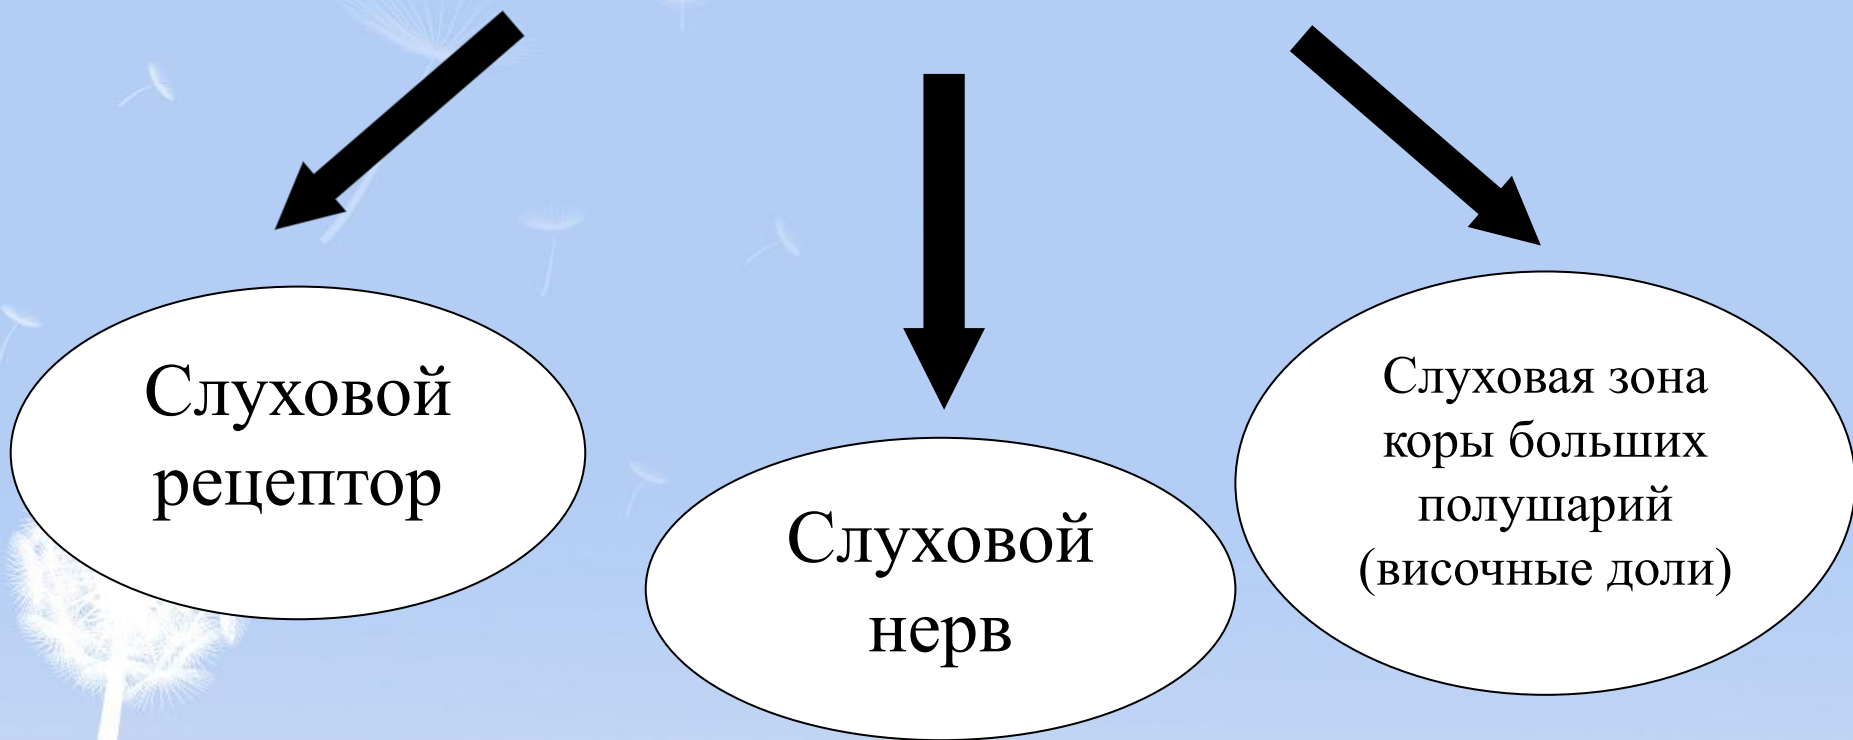 Слуховой
рецептор
Слуховой
нерв
Слуховая зона
коры больших
полушарий
(височные доли)